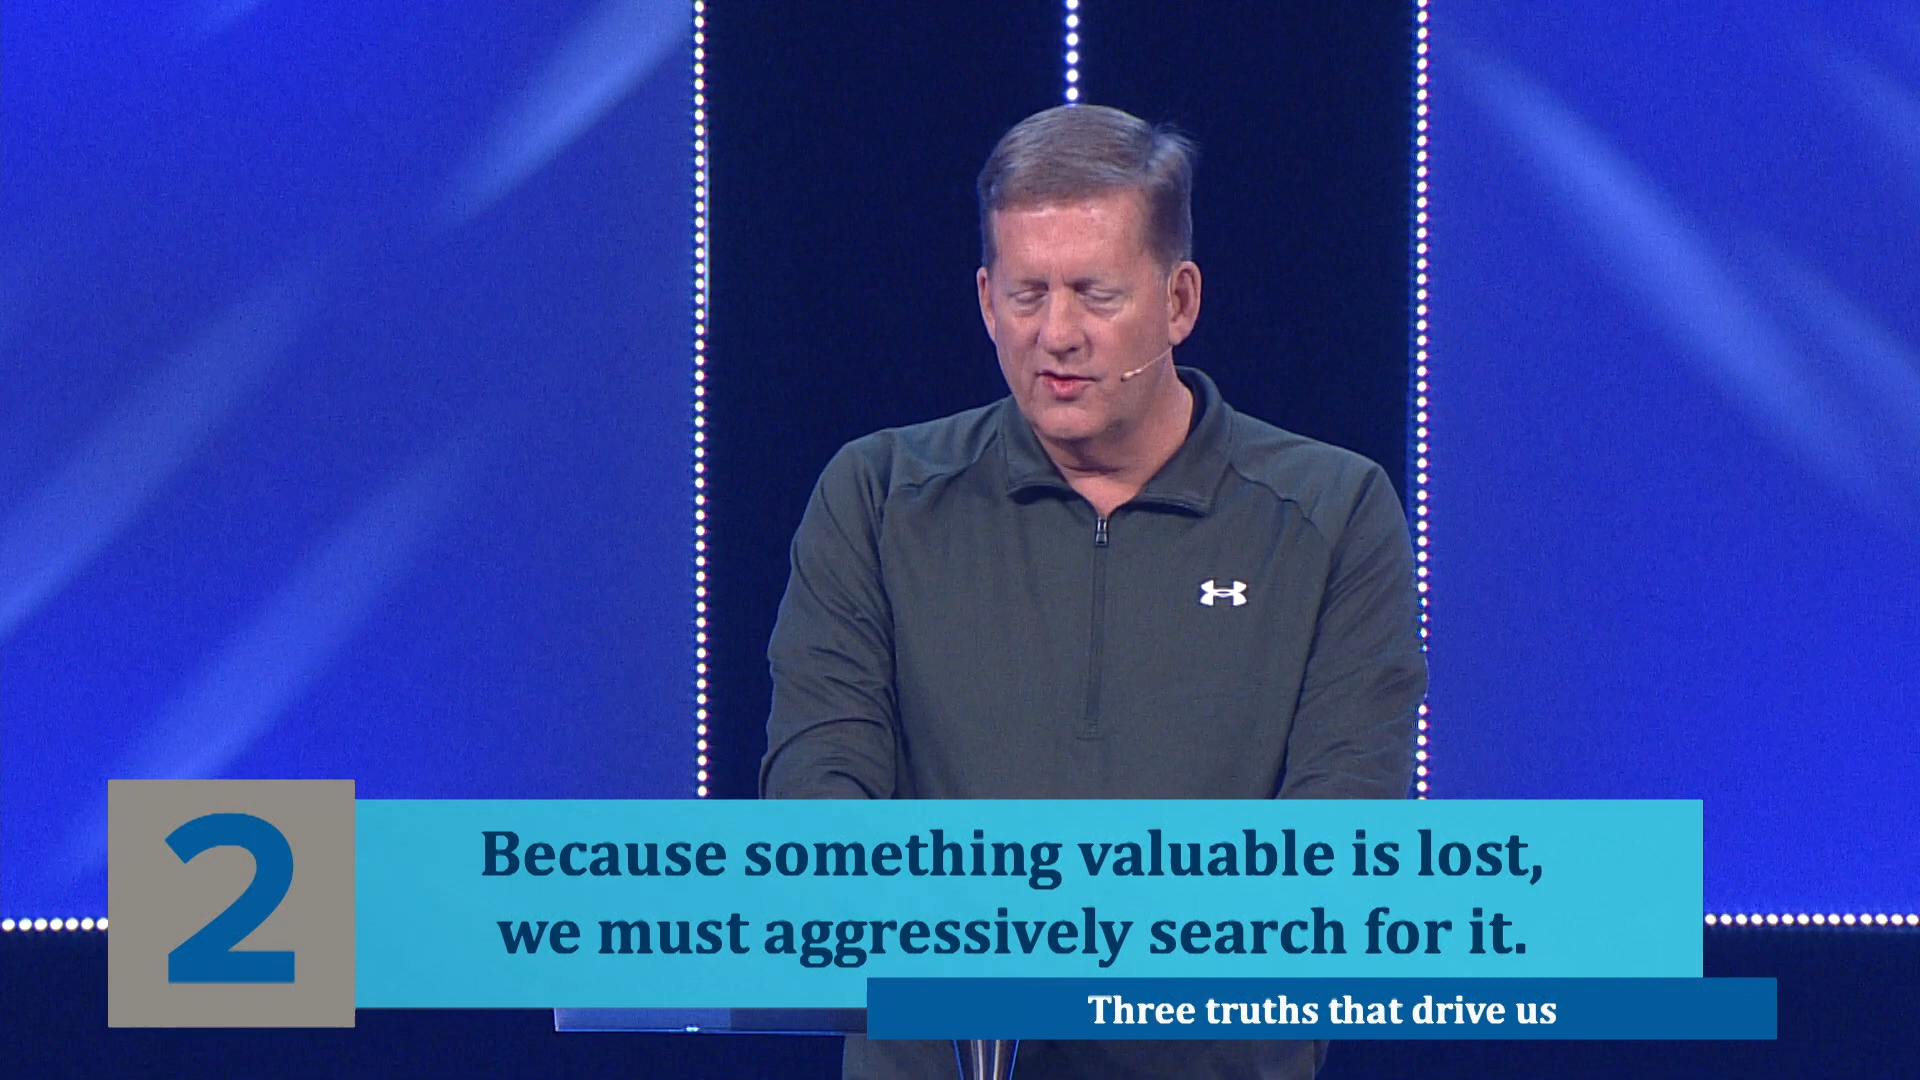 2
Because something valuable is lost,
we must aggressively search for it.
Three truths that drive us